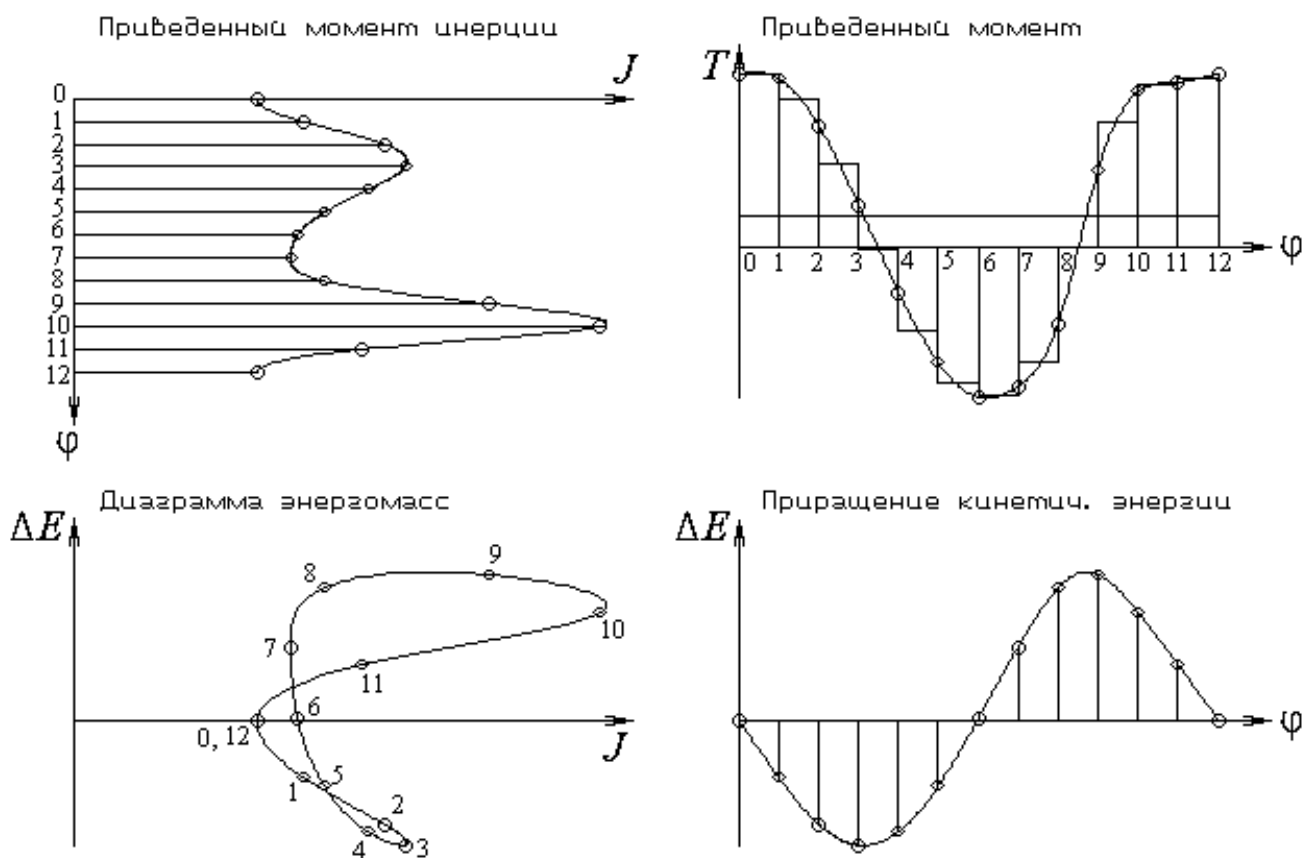 Приведенный момент инерции
J
0
1
2
3
4
5
6
7
8
9
10
11
12
φ
Приведенный момент
T
0 1 2 3 4 5 6 7 8 9 10 11 12 φ
Диаграмма энергомасс
ΔE
9
8
10
7
11
6
0, 12
J
1
5
2
4
3
Приращение кинетич. энергии
ΔE
φ